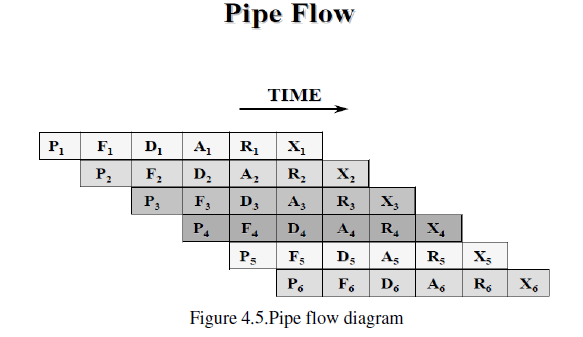 Pipe Flow
TIME
P₁ F₁ D₁ A₁ R₁ X₁
P₂ F₂ D₂ A₂ R₂ X₂
P₃ F₃ D₃ A₃ R₃ X₃
P₄ F₄ D₄ A₄ R₄ X₄
P₅ F₅ D₅ A₅ R₅ X₅
P₆ F₆ D₆ A₆ R₆ X₆
Figure 4.5.Pipe flow diagram